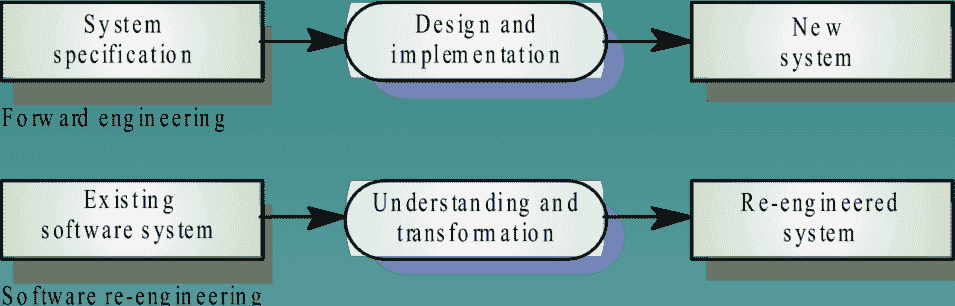 System
specification
Design and
implementation
New
system
Forward engineering
Existing
software system
Understanding and
transformation
Re-engineered
system
Software re-engineering